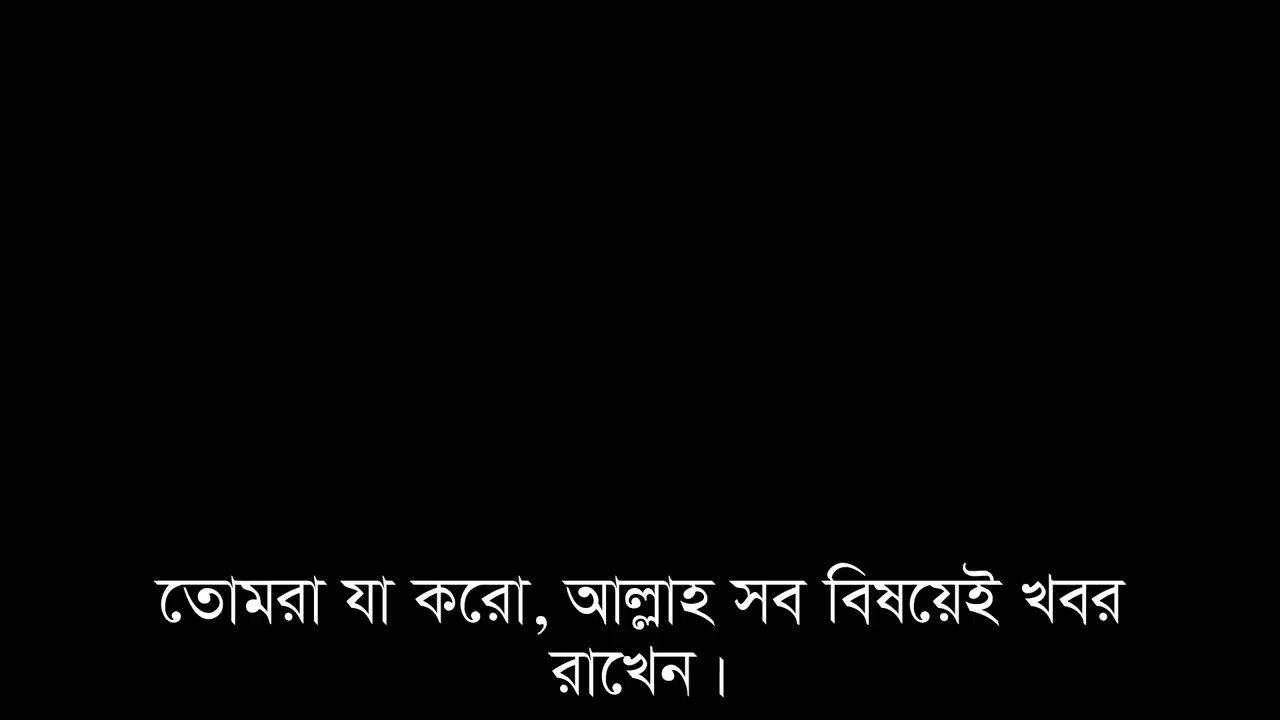 তোমরা যা করো, আল্লাহ সব বিষয়েই খবর
রাখেন।